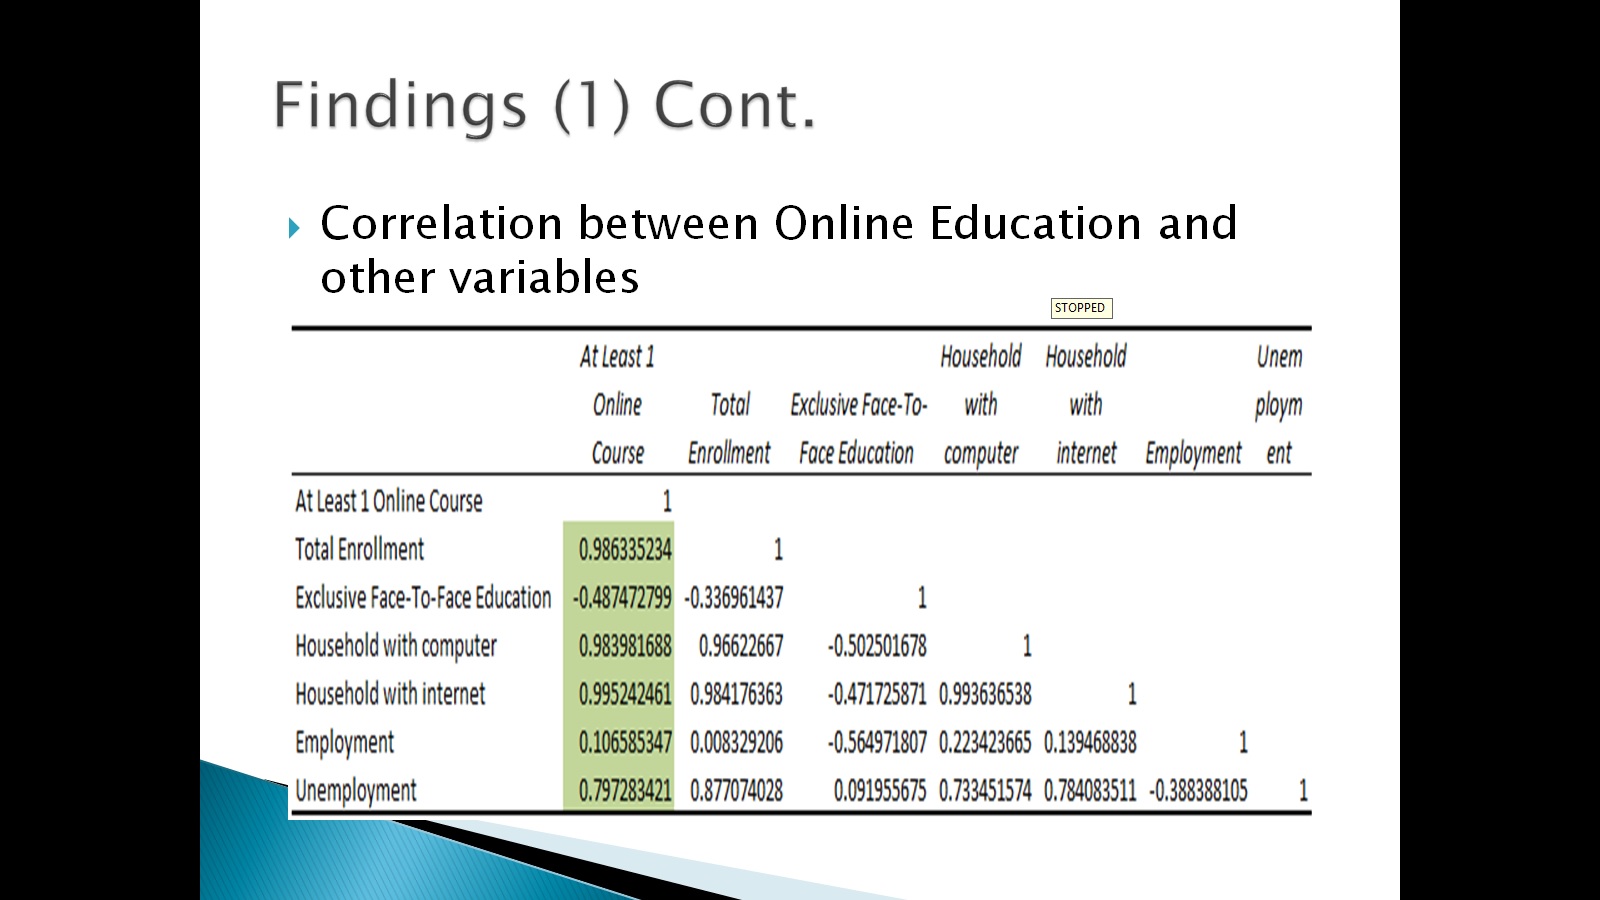 Findings (1) Cont.
Correlation between Online Education and
other variables
STOPPED
At Least 1 Household Household Unem
Online Total Exclusive Face-To- with with ploym
Course Enrollment Face Education computer internet Employment ent
At Least 1 Online Course 1
Total Enrollment 0.986335234 1
Exclusive Face-To-Face Education -0.487472799 -0.336961437 1
Household with computer 0.983981688 0.96622667 -0.502501678 1
Household with internet 0.995242461 0.984176363 -0.471725871 0.993636538 1
Employment 0.106585347 0.008329206 -0.564971807 0.223423665 0.139468838 1
Unemployment 0.797283421 0.877074028 0.091955675 0.733451574 0.784083511 -0.388388105 1